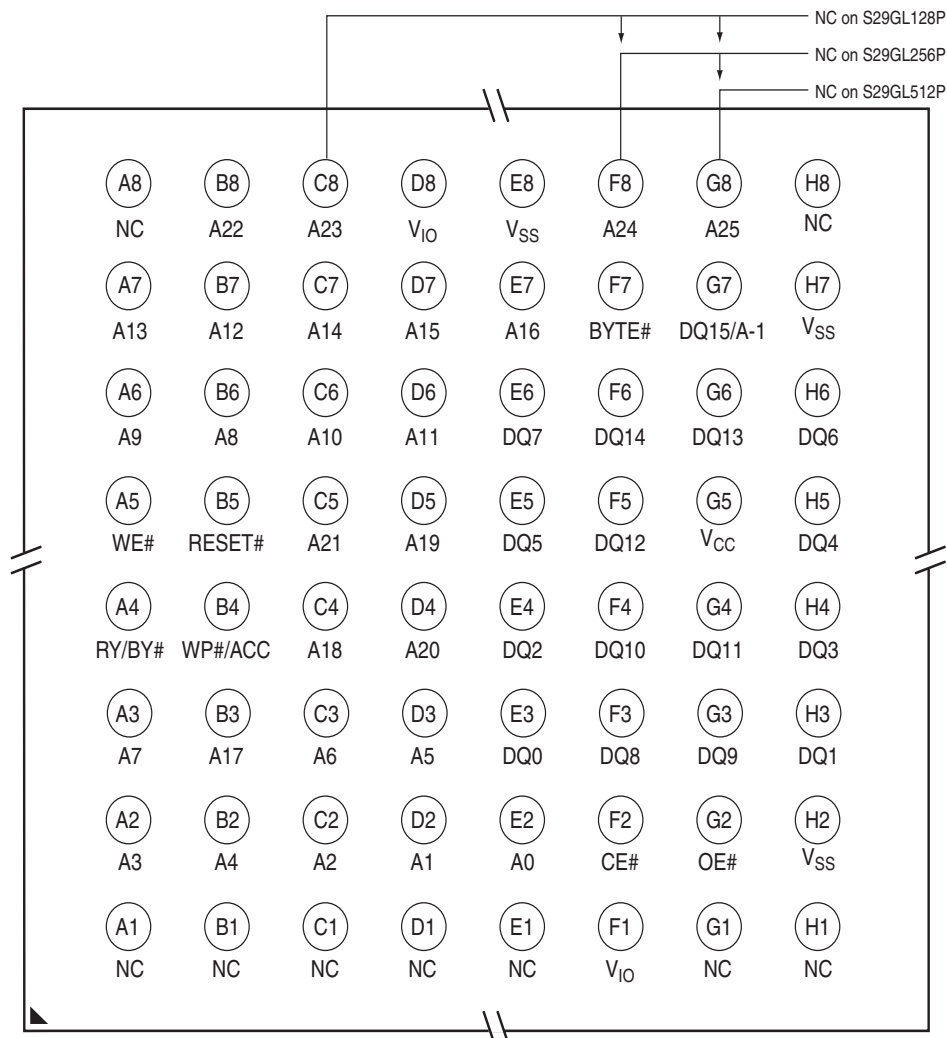 NC on S29GL128P
NC on S29GL256P
NC on S29GL512P
A8 B8 C8 D8 E8 F8 G8 H8
NC A22 A23 VIO VSS A24 A25 NC
A7 B7 C7 D7 E7 F7 G7 H7
A13 A12 A14 A15 A16 BYTE# DQ15/A-1 VSS
A6 B6 C6 D6 E6 F6 G6 H6
A9 A8 A10 A11 DQ7 DQ14 DQ13 DQ6
A5 B5 C5 D5 E5 F5 G5 H5
WE# RESET# A21 A19 DQ5 DQ12 VCC DQ4
A4 B4 C4 D4 E4 F4 G4 H4
RY/BY# WP#/ACC A18 A20 DQ2 DQ10 DQ11 DQ3
A3 B3 C3 D3 E3 F3 G3 H3
A7 A17 A6 A5 DQ0 DQ8 DQ9 DQ1
A2 B2 C2 D2 E2 F2 G2 H2
A3 A4 A2 A1 A0 CE# OE# VSS
A1 B1 C1 D1 E1 F1 G1 H1
NC NC NC NC NC VIO NC NC